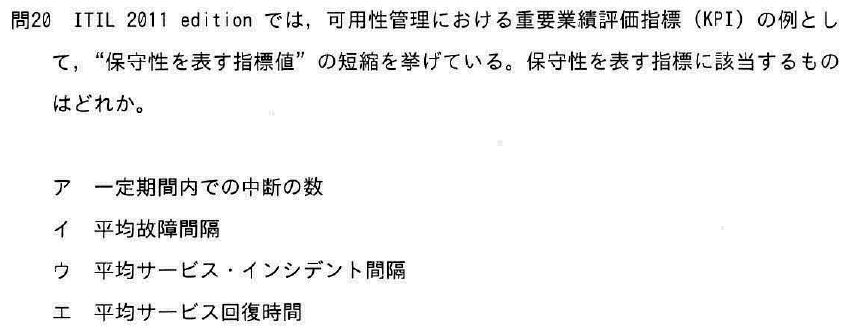 問20 ITIL 2011 edition では，可用性管理における重要業績評価指標（KPI）の例とし
て，“保守性を表す指標値”の短縮を挙げている。保守性を表す指標に該当するもの
はどれか。
ア 一定期間内での中断の数
イ 平均故障間隔
ウ 平均サービス・インシデント間隔
エ 平均サービス回復時間